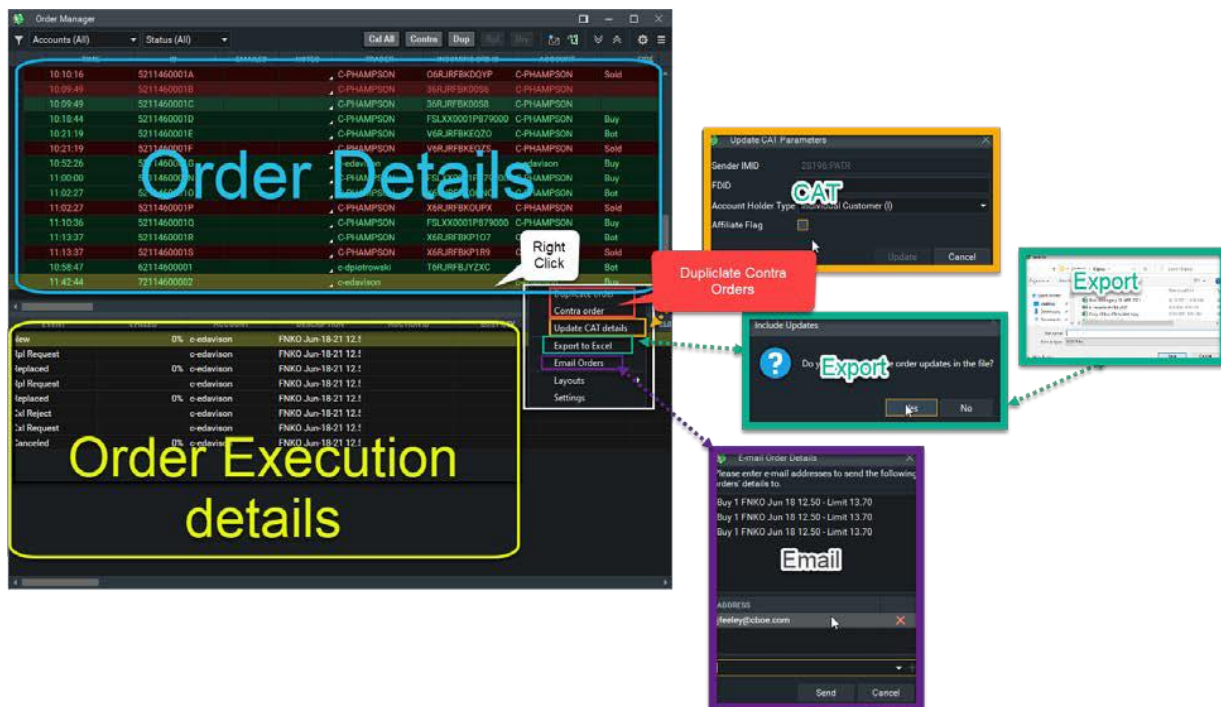 Order Manager
Accounts (All) Status (All) Cxl All Contra Dup
10:10:16 5211460001A C-PHAMPSON O6RJRFBKDQYP C-PHAMPSON Sold
10:09:49 5211460001B C-PHAMPSON 36RJRFBK00S6 C-PHAMPSON
10:09:49 5211460001C C-PHAMPSON 36RJRFBK00S8 C-PHAMPSON
10:18:44 5211460001D C-PHAMPSON FSLXX0001P879000 C-PHAMPSON Buy
10:21:19 5211460001E C-PHAMPSON V6RJRFBKEQZO C-PHAMPSON Bot
10:21:19 5211460001F C-PHAMPSON V6RJRFBKEQZS C-PHAMPSON Sold
10:52:26 c-edavison Buy
11:00:00 Buy
11:02:27 Bot
Order Details
11:02:27 5211460001P C-PHAMPSON X6RJRFBKOUPX C-PHAMPSON Sold
11:10:36 5211460001Q C-PHAMPSON FSLXX0001P879000 C-PHAMPSON Buy
11:13:37 5211460001R C-PHAMPSON X6RJRFBKP1O7 Bot
11:13:37 5211460001S C-PHAMPSON X6RJRFBKP1R9 Sold
10:58:47 62114600001 c-dpiotrowski T6RJRFBJYZXC Bot
11:42:44 72114600002 c-edavison Buy
Right
Click
Duplicate order
Contra order
Update CAT details
Export to Excel
Email Orders
Layouts
Settings
Dupliclate Contra
Orders
New 0% c-edavison FNKO Jun-18-21 12.5
Rpl Request c-edavison FNKO Jun-18-21 12.5
Replaced 0% c-edavison FNKO Jun-18-21 12.5
Rpl Request c-edavison FNKO Jun-18-21 12.5
Replaced 0% c-edavison FNKO Jun-18-21 12.5
Cxl Reject c-edavison FNKO Jun-18-21 12.5
Cxl Request c-edavison FNKO Jun-18-21 12.5
Canceled 0% c-edavison FNKO Jun-18-21 12.5
Order Execution
details
Update CAT Parameters
Sender IMID 28196:PATR
FDID
CAT
Account Holder Type Individual Customer (I)
Affiliate Flag
Update Cancel
Export
Include Updates
Do order updates in the file?
Export
Yes No
E-mail Order Details
Please enter e-mail addresses to send the following
orders' details to.
Buy 1 FNKO Jun 18 12.50 - Limit 13.70
Buy 1 FNKO Jun 18 12.50 - Limit 13.70
Buy 1 FNKO Jun 18 12.50 - Limit 13.70
Email
ADDRESS
jfeeley@cboe.com
Send Cancel